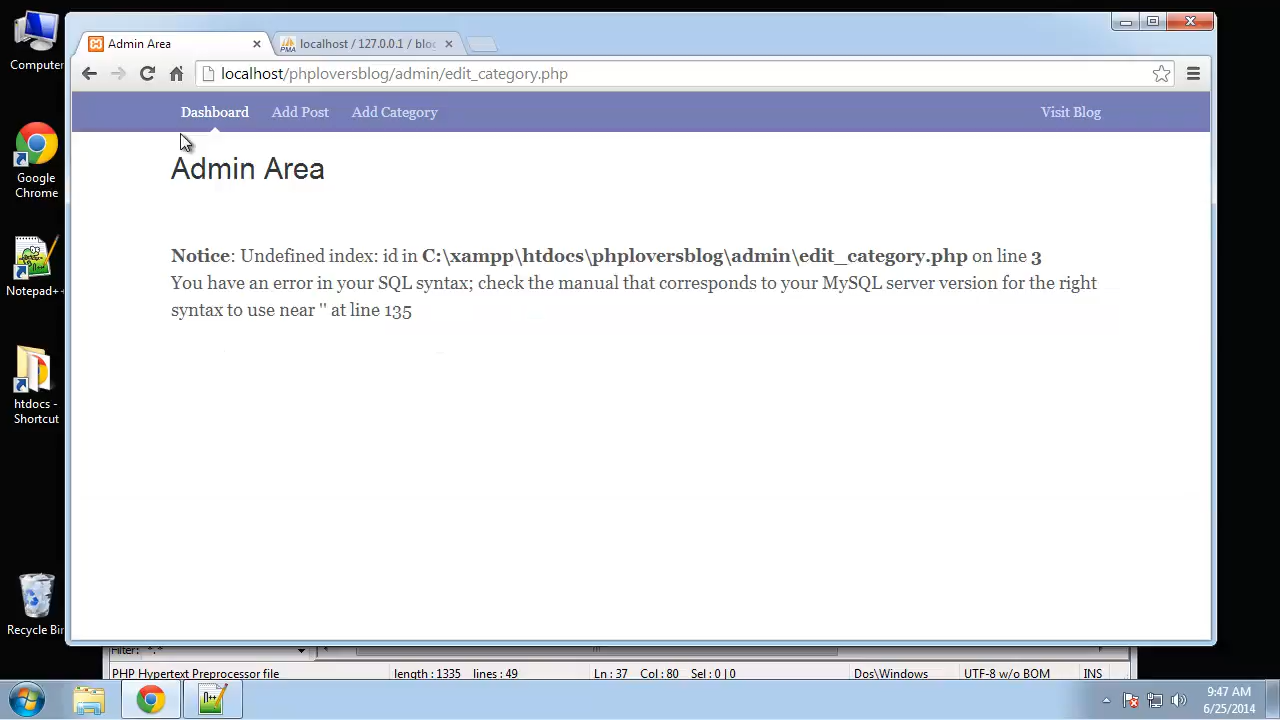 Computer
Google
Chrome
Notepad++
htdocs -
Shortcut
Recycle Bin
Admin Area
localhost / 127.0.0.1 / bloc
localhost/phploversblog/admin/edit_category.php
Dashboard
Add Post
Add Category
Visit Blog
Admin Area
Notice: Undefined index: id in C:\xampp\htdocs\phploversblog\admin\edit_category.php on line 3
You have an error in your SQL syntax; check the manual that corresponds to your MySQL server version for the right
syntax to use near '' at line 135
Filter: *.*
PHP Hypertext Preprocessor file
length : 1335 lines : 49
Ln : 37 Col : 80 Sel : 0 | 0
Dos\Windows
UTF-8 w/o BOM
INS
9:47 AM
6/25/2014